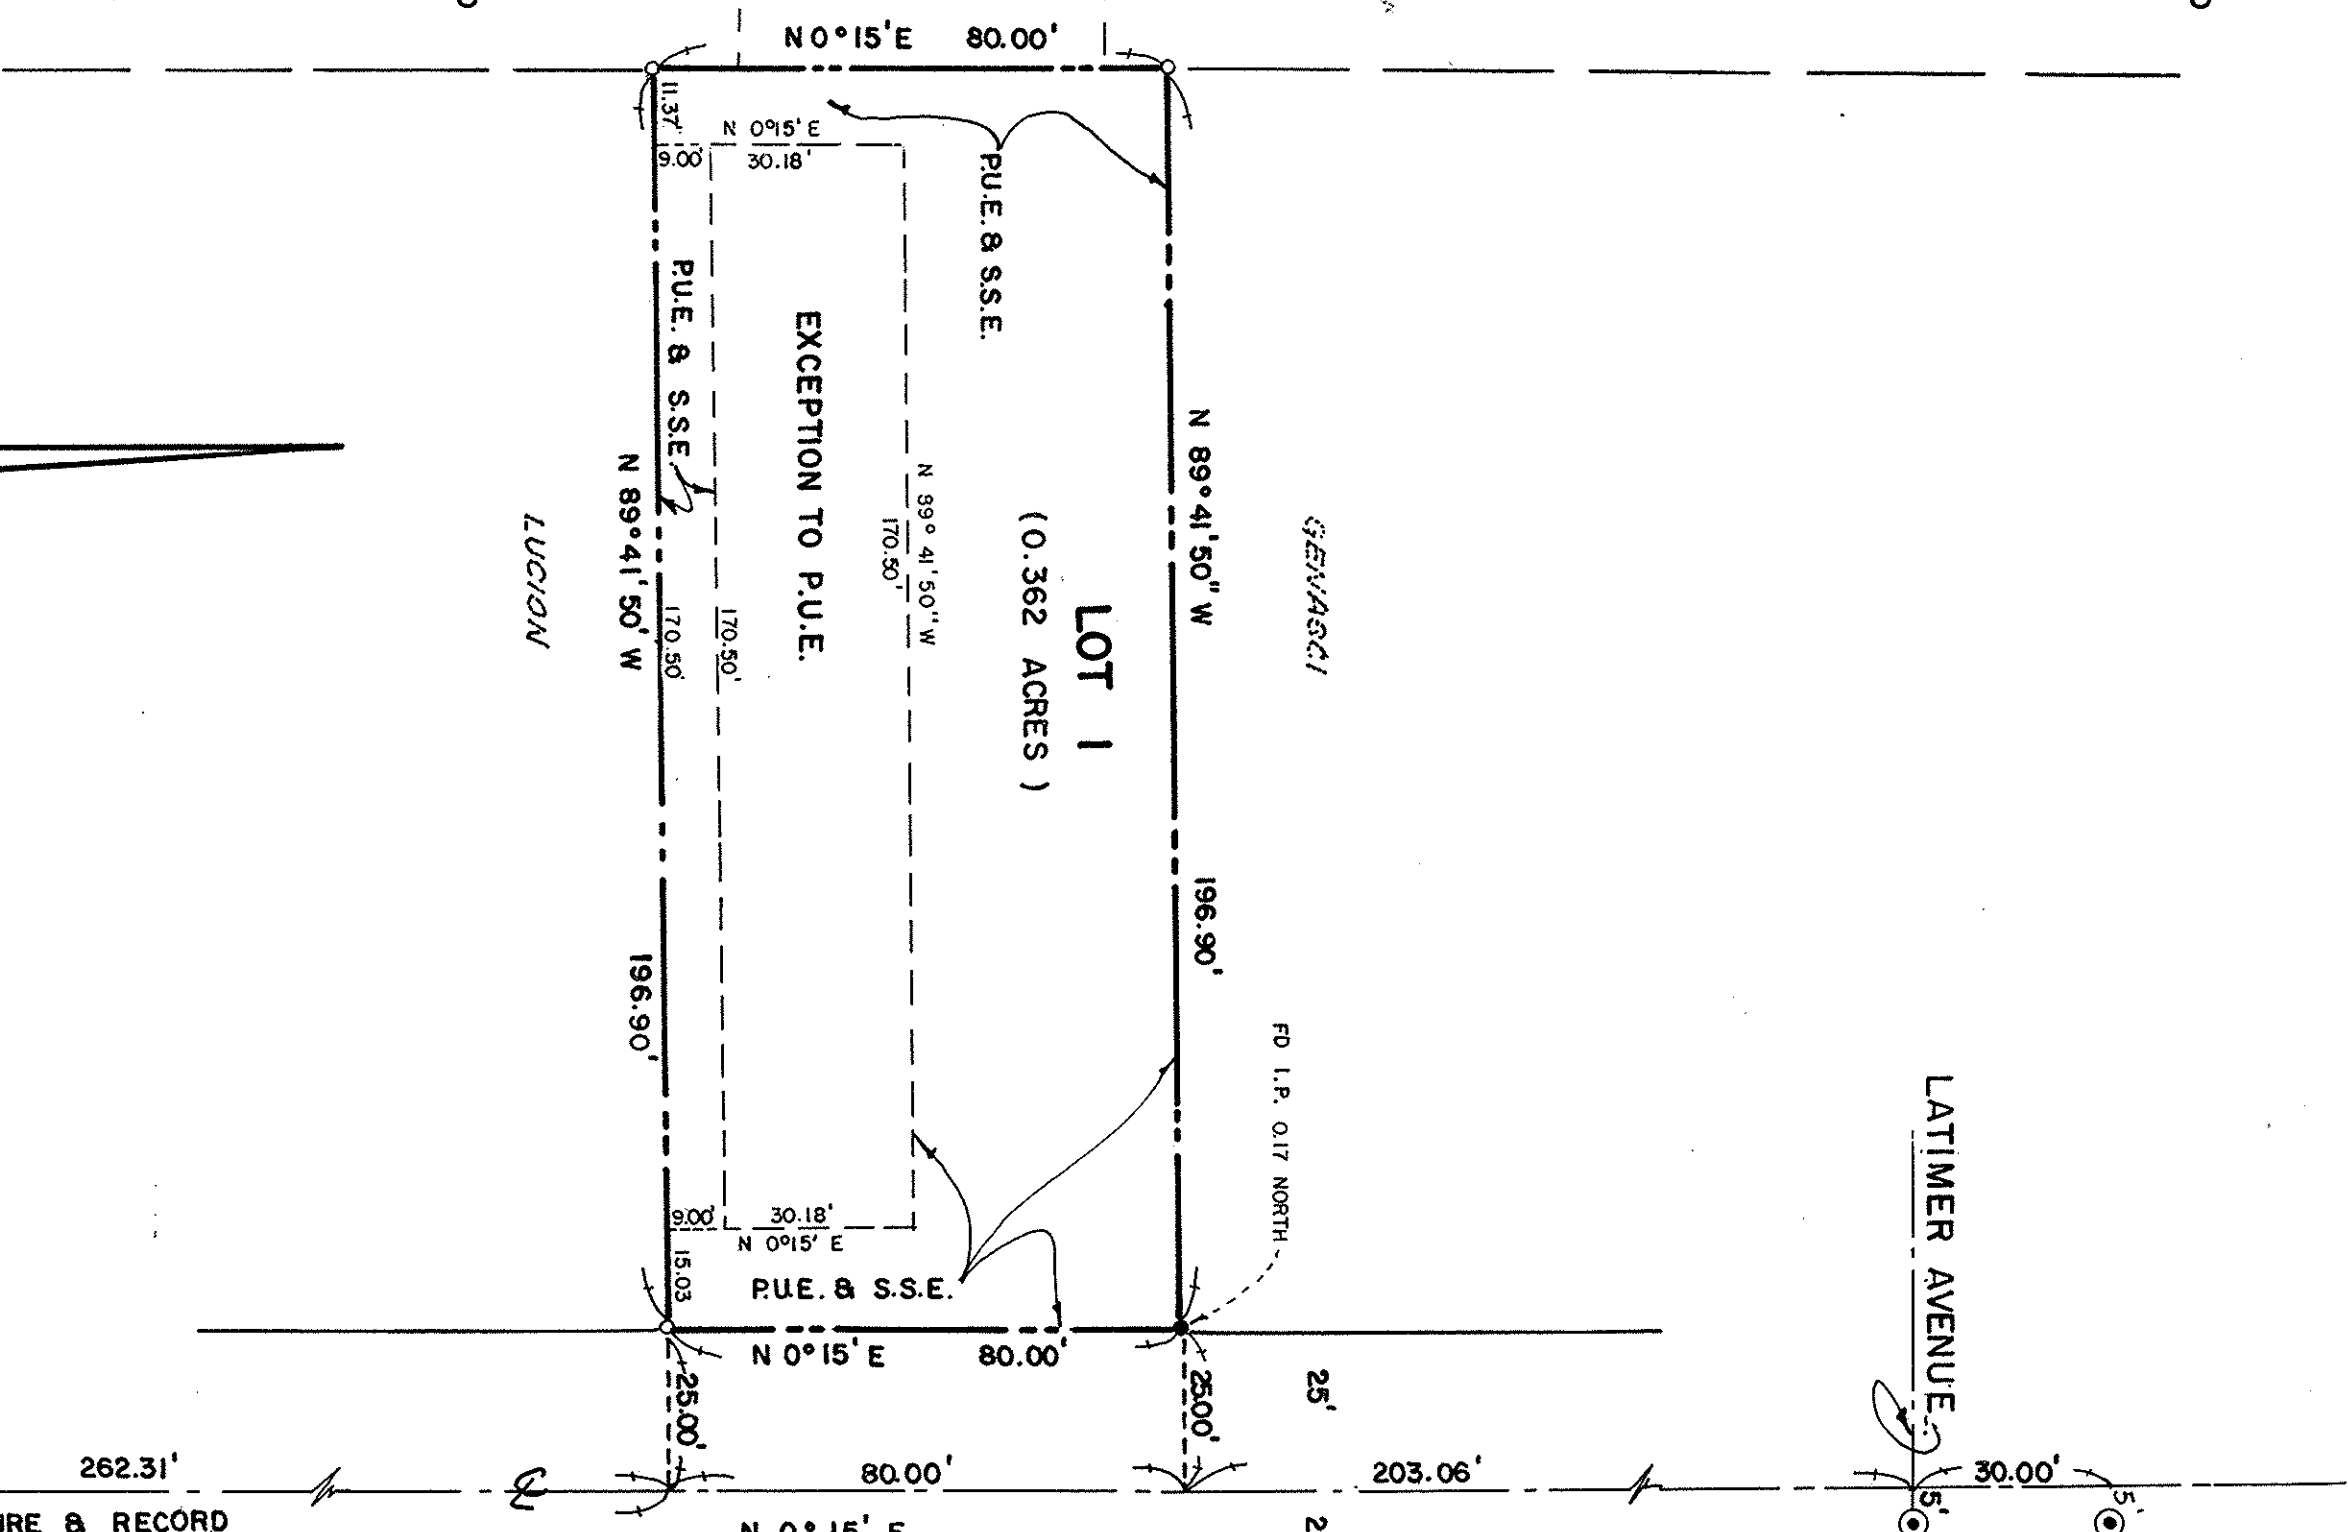 N 0°15' E 80.00'
11.37'
N 0°15' E
9.00' 30.18'
P.U.E. & S.S.E.
P.U.E. & S.S.E.
EXCEPTION TO P.U.E.
N 89° 41' 50" W
170.50'
N 89° 41' 50" W
196.90'
LOT 1
(0.362 ACRES)
LUCION
N 89° 41' 50' W
170.50'
170.50'
196.90'
FD I.P. 0.17 NORTH
LATIMER AVENUE
9.00' 30.18'
N 0°15' E
15.03
P.U.E. & S.S.E.
N 0°15' E 80.00'
25.00'
25.00'
25'
262.31'
80.00'
203.06'
30.00'
5'
5'
& RECORD